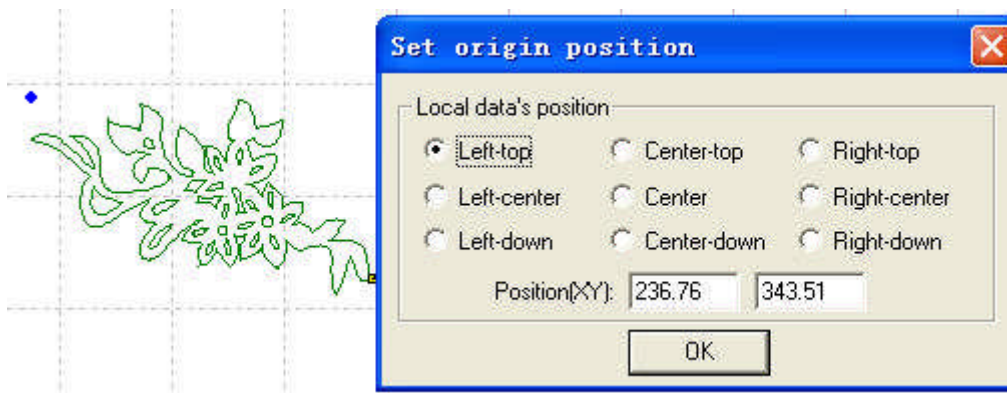 Set origin position
Local data's position
Left-top Center-top Right-top
Left-center Center Right-center
Left-down Center-down Right-down
Position(XY): 236.76 343.51
OK